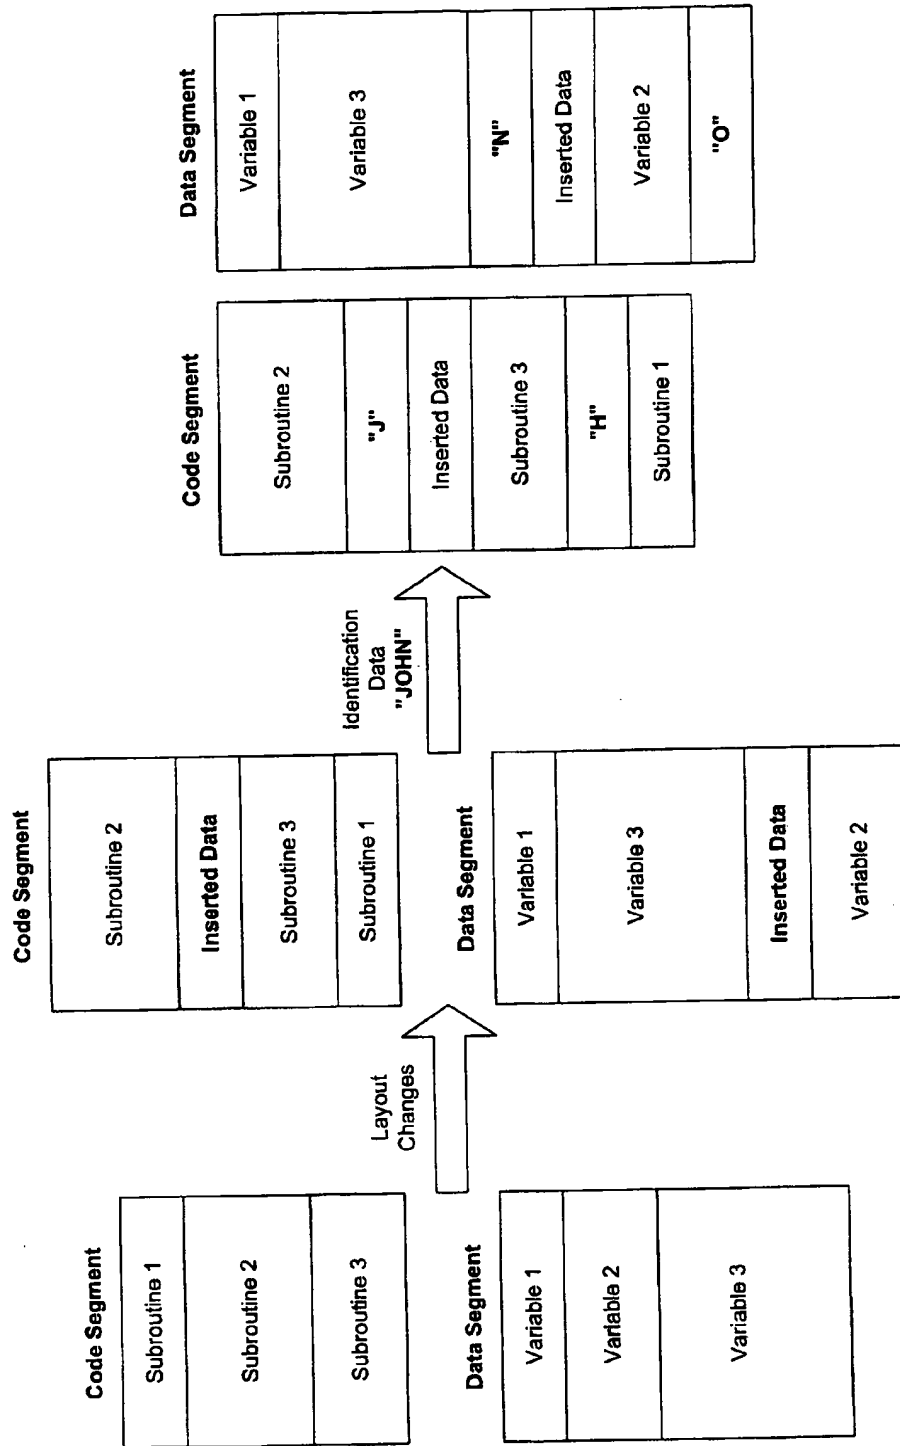 Code Segment
Subroutine 1
Subroutine 2
Subroutine 3
Data Segment
Variable 1
Variable 2
Variable 3
Layout
Changes
Code Segment
Subroutine 2
Inserted Data
Subroutine 3
Subroutine 1
Data Segment
Variable 1
Variable 3
Inserted Data
Variable 2
Identification
Data
"JOHN"
Code Segment
Subroutine 2
"J"
Inserted Data
Subroutine 3
"H"
Subroutine 1
Data Segment
Variable 1
Variable 3
"N"
Inserted Data
Variable 2
"O"